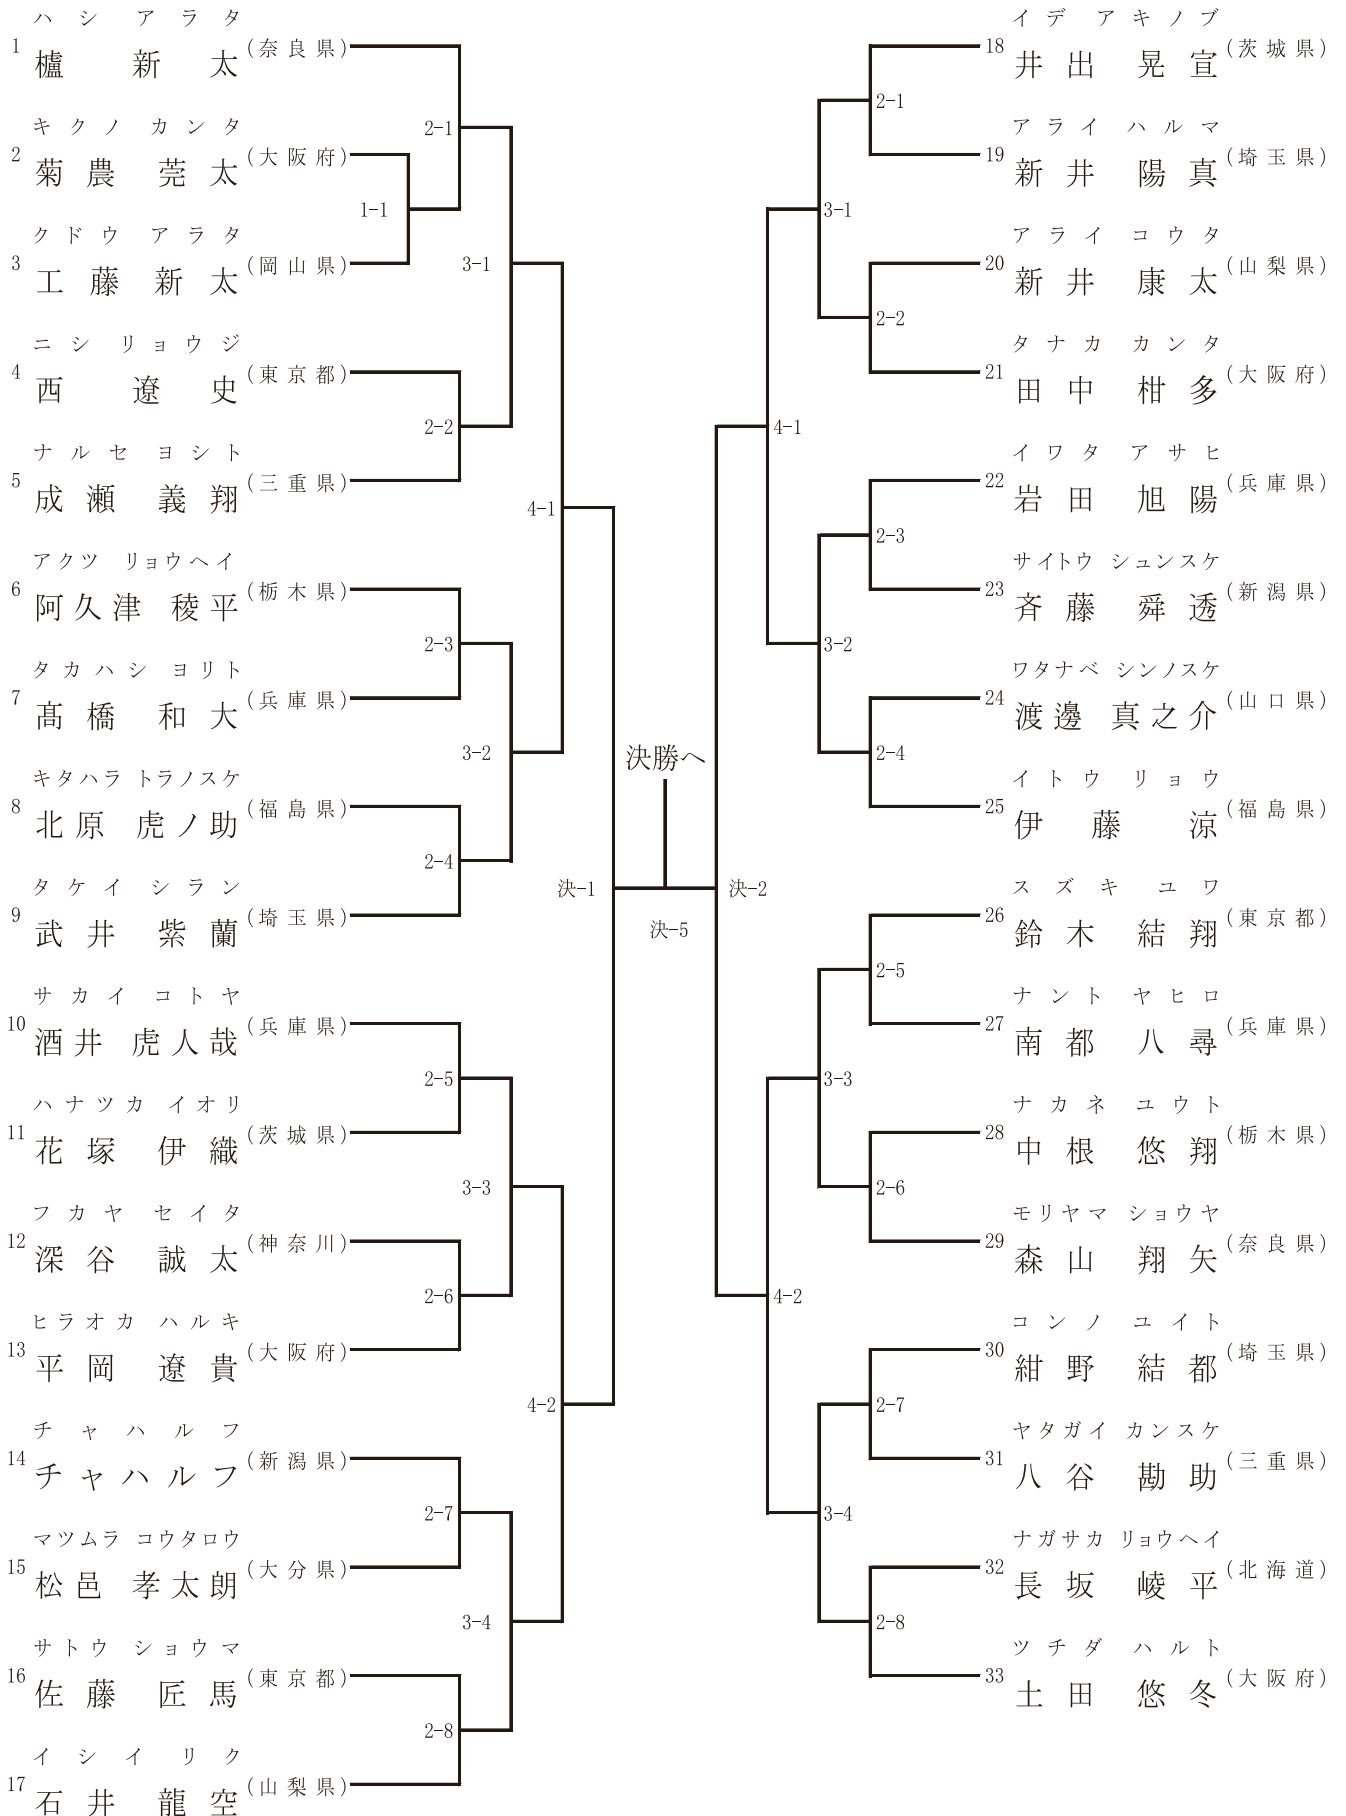 ハシ アラタ
1 櫨 新太 (奈良県)
キクノ カンタ
2 菊農 莞太 (大阪府)
クドウ アラタ
3 工藤 新太 (岡山県)
ニシ リョウジ
4 西 遼史 (東京都)
ナルセ ヨシト
5 成瀬 義翔 (三重県)
アクツ リョウヘイ
6 阿久津 稜平 (栃木県)
タカハシ ヨリト
7 髙橋 和大 (兵庫県)
キタハラ トラノスケ
8 北原 虎ノ助 (福島県)
タケイ シラン
9 武井 紫蘭 (埼玉県)
サカイ コトヤ
10 酒井 虎人哉 (兵庫県)
ハナツカ イオリ
11 花塚 伊織 (茨城県)
フカヤ セイタ
12 深谷 誠太 (神奈川)
ヒラオカ ハルキ
13 平岡 遼貴 (大阪府)
チャハルフ
14 チャハルフ (新潟県)
マツムラ コウタロウ
15 松邑 孝太朗 (大分県)
サトウ ショウマ
16 佐藤 匠馬 (東京都)
イシイ リク
17 石井 龍空 (山梨県)
1-1
2-1
2-2
2-3
2-4
2-5
2-6
2-7
2-8
3-1
3-2
3-3
3-4
4-1
4-2
決-1
決勝へ
決-5
決-2
4-1
4-2
3-1
3-2
3-3
3-4
2-1
2-2
2-3
2-4
2-5
2-6
2-7
2-8
イデ アキノブ
18 井出 晃宣 (茨城県)
アライ ハルマ
19 新井 陽真 (埼玉県)
アライ コウタ
20 新井 康太 (山梨県)
タナカ カンタ
21 田中 柑多 (大阪府)
イワタ アサヒ
22 岩田 旭陽 (兵庫県)
サイトウ シュンスケ
23 斉藤 舜透 (新潟県)
ワタナベ シンノスケ
24 渡邊 真之介 (山口県)
イトウ リョウ
25 伊藤 涼 (福島県)
スズキ ユワ
26 鈴木 結翔 (東京都)
ナント ヤヒロ
27 南都 八尋 (兵庫県)
ナカネ ユウト
28 中根 悠翔 (栃木県)
モリヤマ ショウヤ
29 森山 翔矢 (奈良県)
コンノ ユイト
30 紺野 結都 (埼玉県)
ヤタガイ カンスケ
31 八谷 勘助 (三重県)
ナガサカ リョウヘイ
32 長坂 崚平 (北海道)
ツチダ ハルト
33 土田 悠冬 (大阪府)